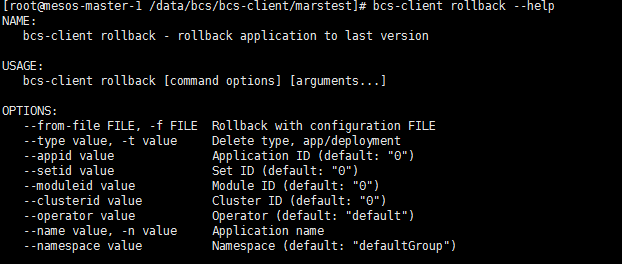 [root@mesos-master-1 /data/bcs/bcs-client/marstest]# bcs-client rollback --help
NAME:
   bcs-client rollback - rollback application to last version

USAGE:
   bcs-client rollback [command options] [arguments...]

OPTIONS:
   --from-file FILE, -f FILE  Rollback with configuration FILE
   --type value, -t value     Delete type, app/deployment
   --appid value              Application ID (default: "0")
   --setid value              Set ID (default: "0")
   --moduleid value           Module ID (default: "0")
   --clusterid value          Cluster ID (default: "0")
   --operator value           Operator (default: "default")
   --name value, -n value     Application name
   --namespace value          Namespace (default: "defaultGroup")